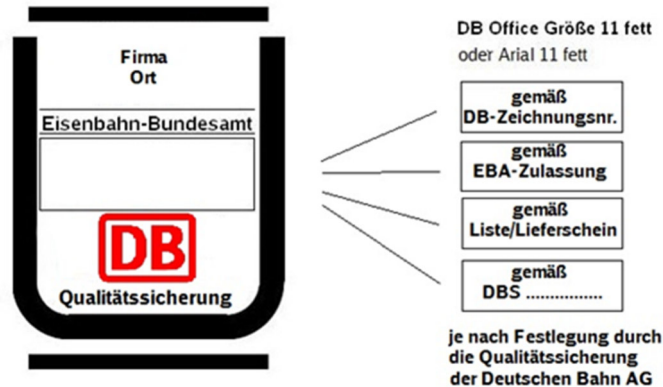 Firma
Ort
Eisenbahn-Bundesamt
DB
Qualitätssicherung
DB Office Größe 11 fett
oder Arial 11 fett
gemäß
DB-Zeichnungsnr.
gemäß
EBA-Zulassung
gemäß
Liste/Lieferschein
gemäß
DBS ................
je nach Festlegung durch
die Qualitätssicherung
der Deutschen Bahn AG